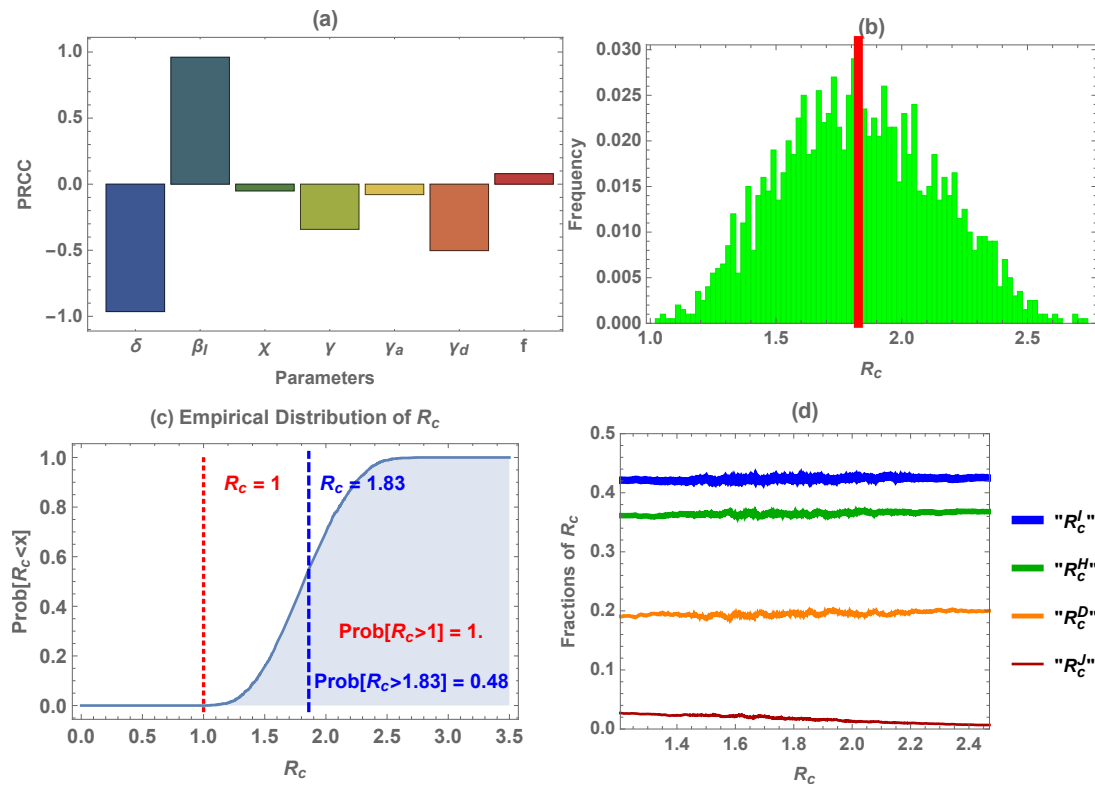 (a)
1.0
0.5
0.0
−0.5
−1.0
PRCC
δ β_I χ γ γ_a γ_d f
Parameters
(b)
0.030
0.025
0.020
0.015
0.010
0.005
0.000
Frequency
1.0 1.5 2.0 2.5
R_c
(c) Empirical Distribution of R_c
1.0
0.8
0.6
0.4
0.2
0.0
Prob[R_c<x]
R_c = 1
R_c = 1.83
Prob[R_c>1] = 1.
Prob[R_c>1.83] = 0.48
0.0 0.5 1.0 1.5 2.0 2.5 3.0 3.5
R_c
(d)
0.5
0.4
0.3
0.2
0.1
0.0
Fractions of R_c
1.4 1.6 1.8 2.0 2.2 2.4
R_c
"R_c^I"
"R_c^H"
"R_c^D"
"R_c^J"